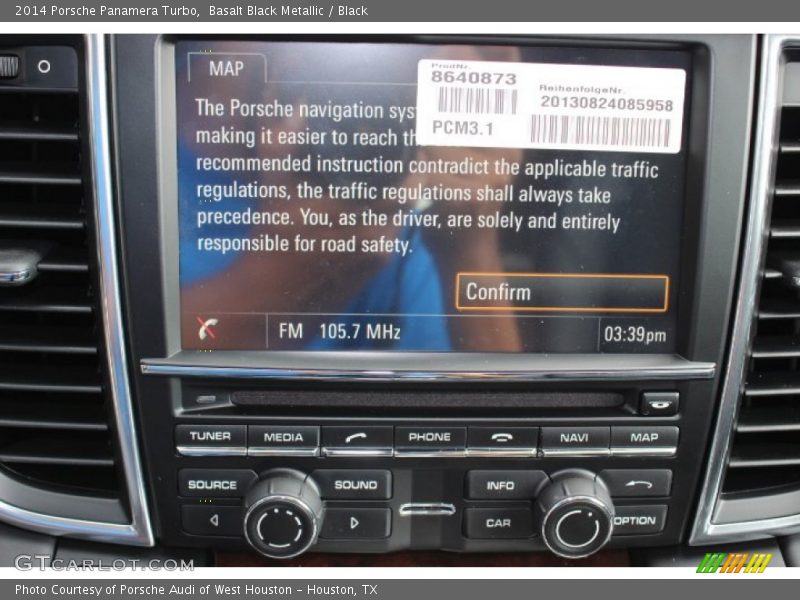 2014 Porsche Panamera Turbo,  Basalt Black Metallic / Black
MAP
The Porsche navigation sys
making it easier to reach th
recommended instruction contradict the applicable traffic
regulations, the traffic regulations shall always take
precedence. You, as the driver, are solely and entirely
responsible for road safety.
ProdNr.
8640873
ReihenfolgeNr.
20130824085958
PCM3.1
Confirm
FM 105.7 MHz
03:39pm
TUNER MEDIA PHONE NAVI MAP
SOURCE SOUND INFO
CAR OPTION
GTCarLot.com
Photo Courtesy of Porsche Audi of West Houston – Houston, TX